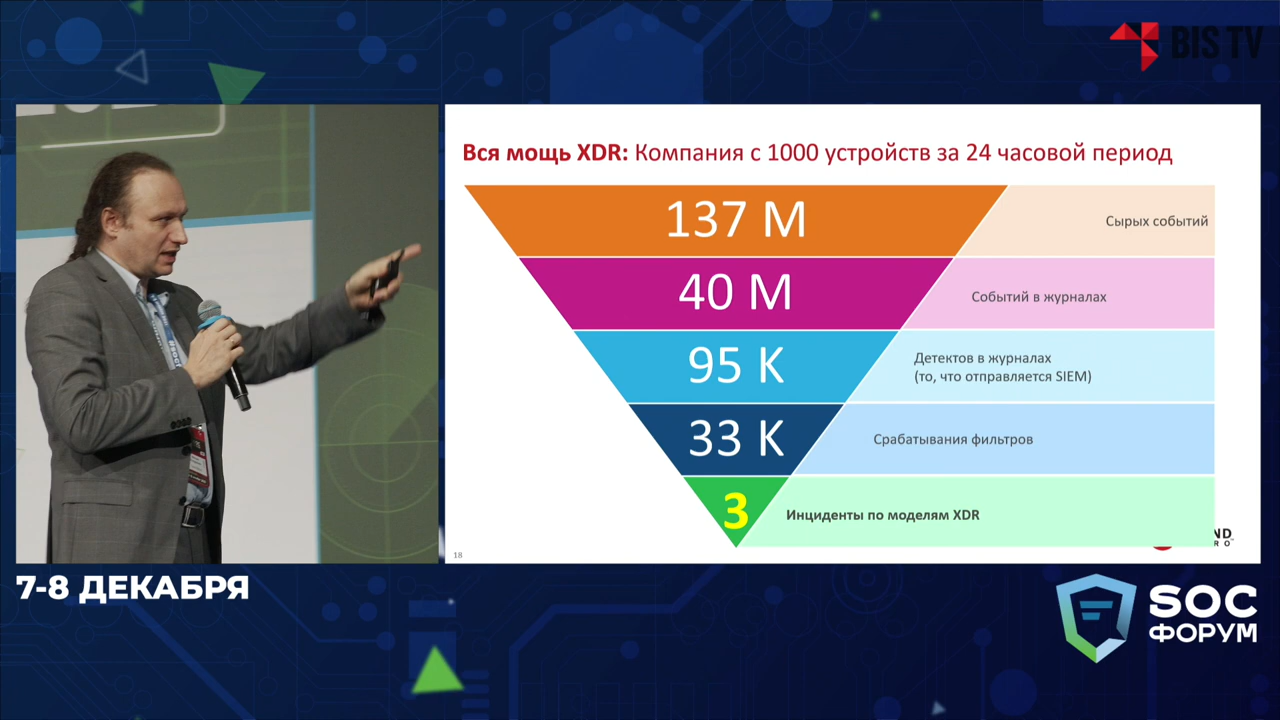 BIS TV
Вся мощь XDR: Компания с 1000 устройств за 24 часовой период
137 M
Сырых событий
40 M
Событий в журналах
95 K
Детектов в журналах
(то, что отправляется SIEM)
33 K
Срабатывания фильтров
3
Инциденты по моделям XDR
18
7-8 ДЕКАБРЯ
SOC
ФОРУМ